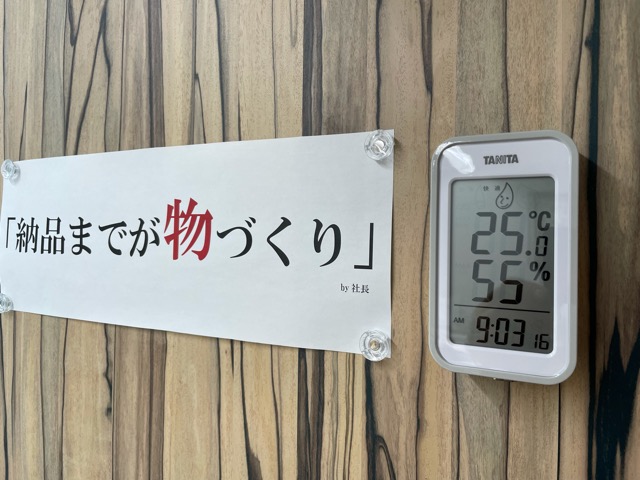 「納品までが物づくり」
by 社長
TANITA
快適
25.0℃
55%
AM 9:03 16